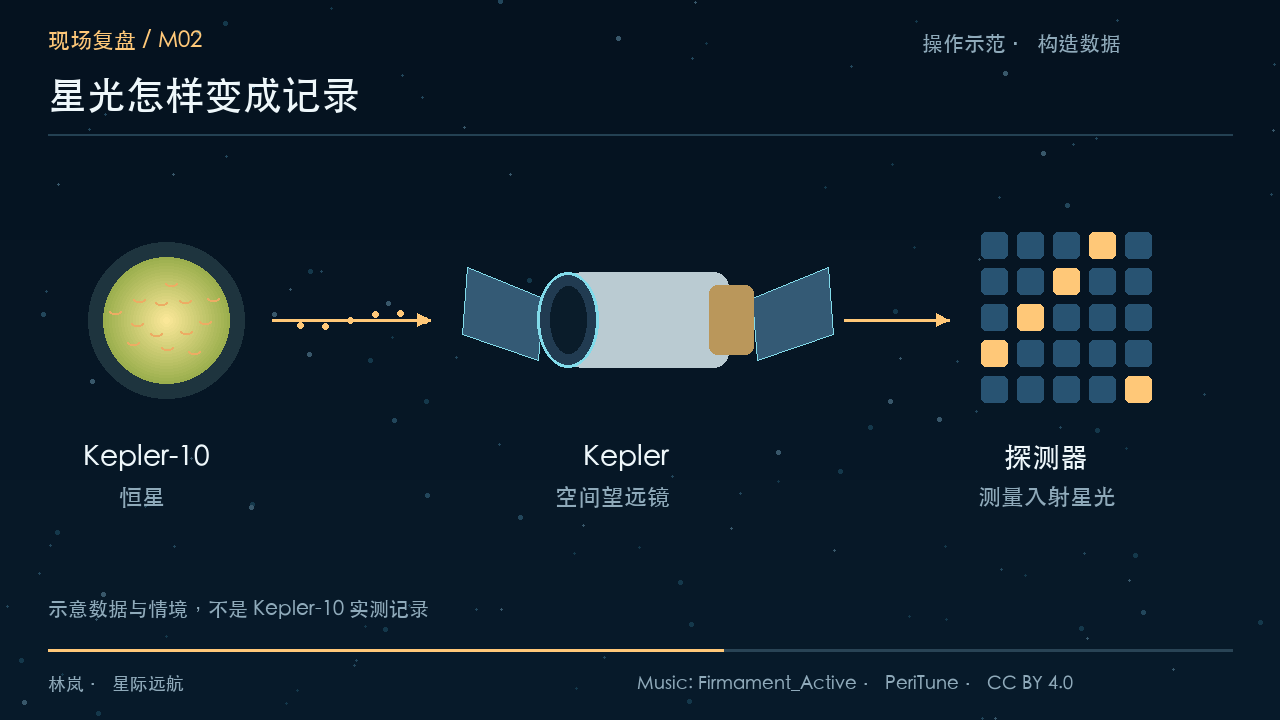 现场复盘 / M02
操作示范 · 构造数据
星光怎样变成记录
Kepler-10
恒星
Kepler
空间望远镜
探测器
测量入射星光
示意数据与情境，不是 Kepler-10 实测记录
林岚 · 星际远航
Music: Firmament_Active · PeriTune · CC BY 4.0